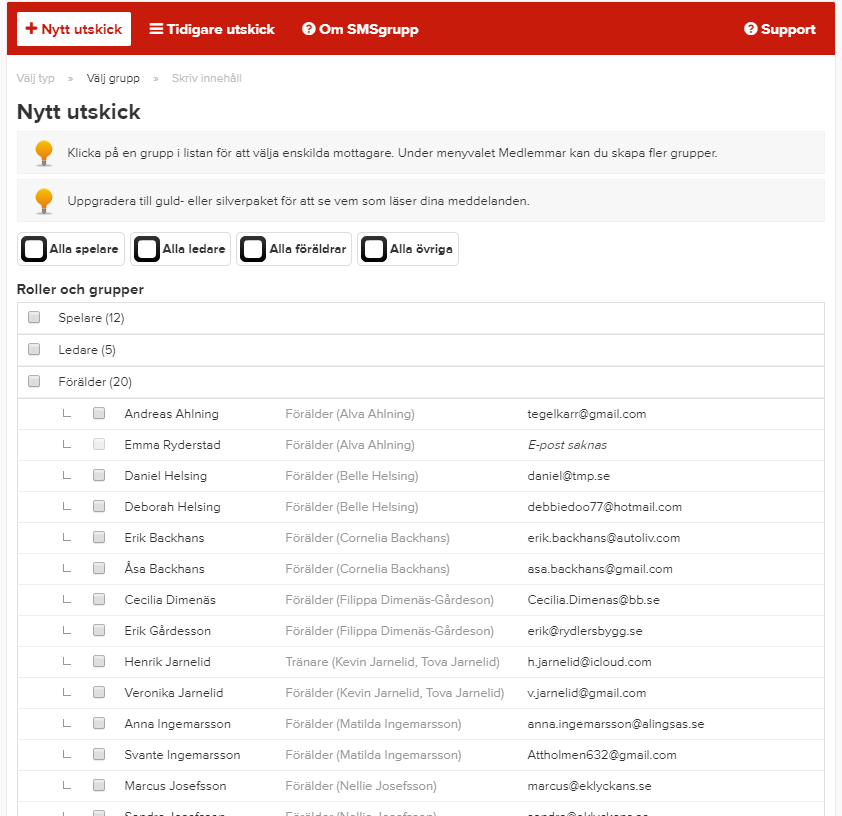 Nytt utskick Tidigare utskick Om SMSgrupp Support
Välj typ » Välj grupp » Skriv innehåll
Nytt utskick
Klicka på en grupp i listan för att välja enskilda mottagare. Under menyvalet Medlemmar kan du skapa fler grupper.
Uppgradera till guld- eller silverpaket för att se vem som läser dina meddelanden.
Alla spelare Alla ledare Alla föräldrar Alla övriga
Roller och grupper
Spelare (12)
Ledare (5)
Förälder (20)
Andreas Ahlning Förälder (Alva Ahlning) tegelkarr@gmail.com
Emma Ryderstad Förälder (Alva Ahlning) E-post saknas
Daniel Helsing Förälder (Belle Helsing) daniel@tmp.se
Deborah Helsing Förälder (Belle Helsing) debbiedoo77@hotmail.com
Erik Backhans Förälder (Cornelia Backhans) erik.backhans@autoliv.com
Åsa Backhans Förälder (Cornelia Backhans) asa.backhans@gmail.com
Cecilia Dimenäs Förälder (Filippa Dimenäs-Gårdeson) Cecilia.Dimenas@bb.se
Erik Gårdesson Förälder (Filippa Dimenäs-Gårdeson) erik@rydlersbygg.se
Henrik Jarnelid Tränare (Kevin Jarnelid, Tova Jarnelid) h.jarnelid@icloud.com
Veronika Jarnelid Förälder (Kevin Jarnelid, Tova Jarnelid) v.jarnelid@gmail.com
Anna Ingemarsson Förälder (Matilda Ingemarsson) anna.ingemarsson@alingsas.se
Svante Ingemarsson Förälder (Matilda Ingemarsson) Attholmen632@gmail.com
Marcus Josefsson Förälder (Nellie Josefsson) marcus@eklyckans.se